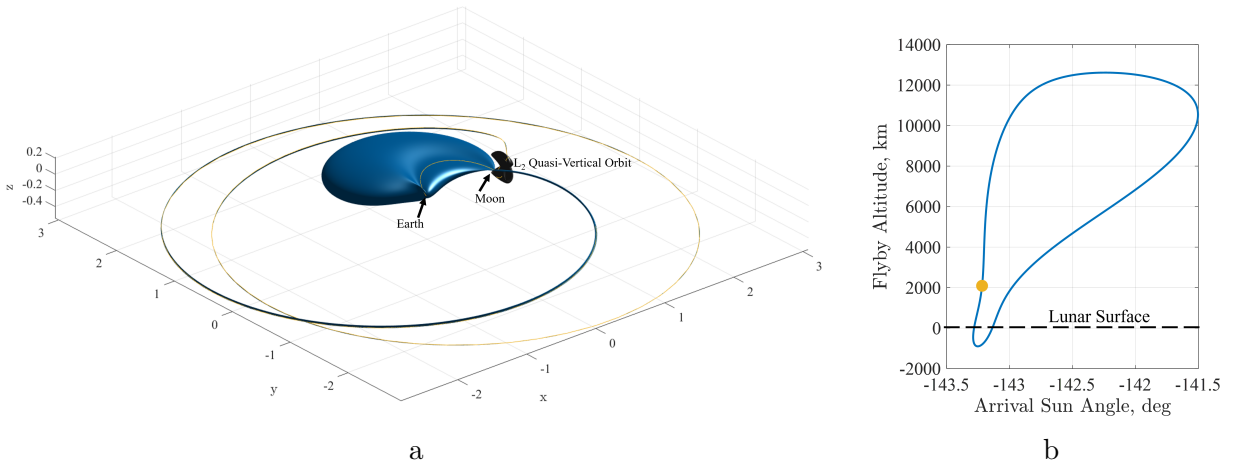 0.2
0
-0.2
-0.4
z
3
2
1
0
-1
-2
y
-2
-1
0
1
2
3
x
L2 Quasi-Vertical Orbit
Moon
Earth
a
14000
12000
10000
8000
6000
4000
2000
0
-2000
Flyby Altitude, km
Lunar Surface
-143.5 -143 -142.5 -142 -141.5
Arrival Sun Angle, deg
b